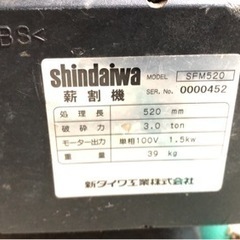 BS<
shindaiwa MODEL SFM520
薪割機 SER. No. 0000452
処理長 520 mm
破砕力 3.0 ton
モーター出力 単相100V 1.5kw
重量 39 kg
新ダイワ工業株式会社